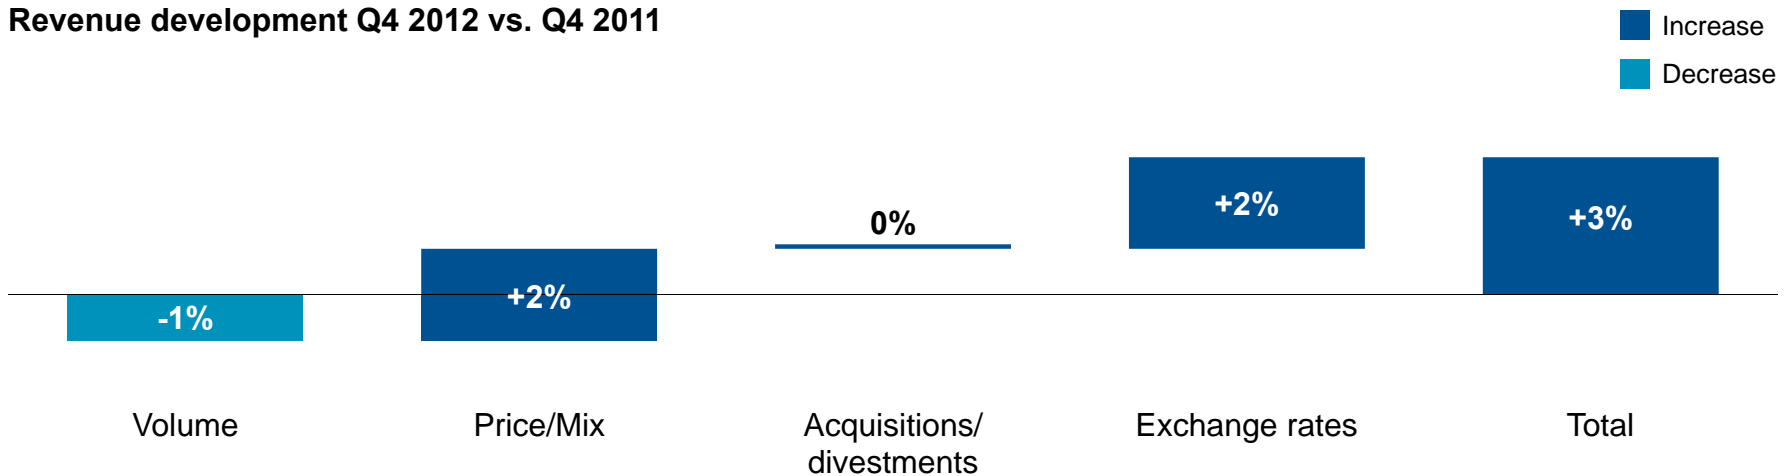 Revenue development Q4 2012 vs. Q4 2011
Increase
Decrease
-1%
+2%
0%
+2%
+3%
Volume
Price/Mix
Acquisitions/
divestments
Exchange rates
Total